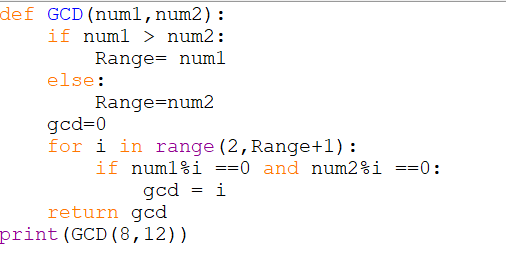 def GCD(num1,num2):
    if num1 > num2:
        Range= num1
    else:
        Range=num2
    gcd=0
    for i in range(2,Range+1):
        if num1%i ==0 and num2%i ==0:
            gcd = i
    return gcd
print(GCD(8,12))